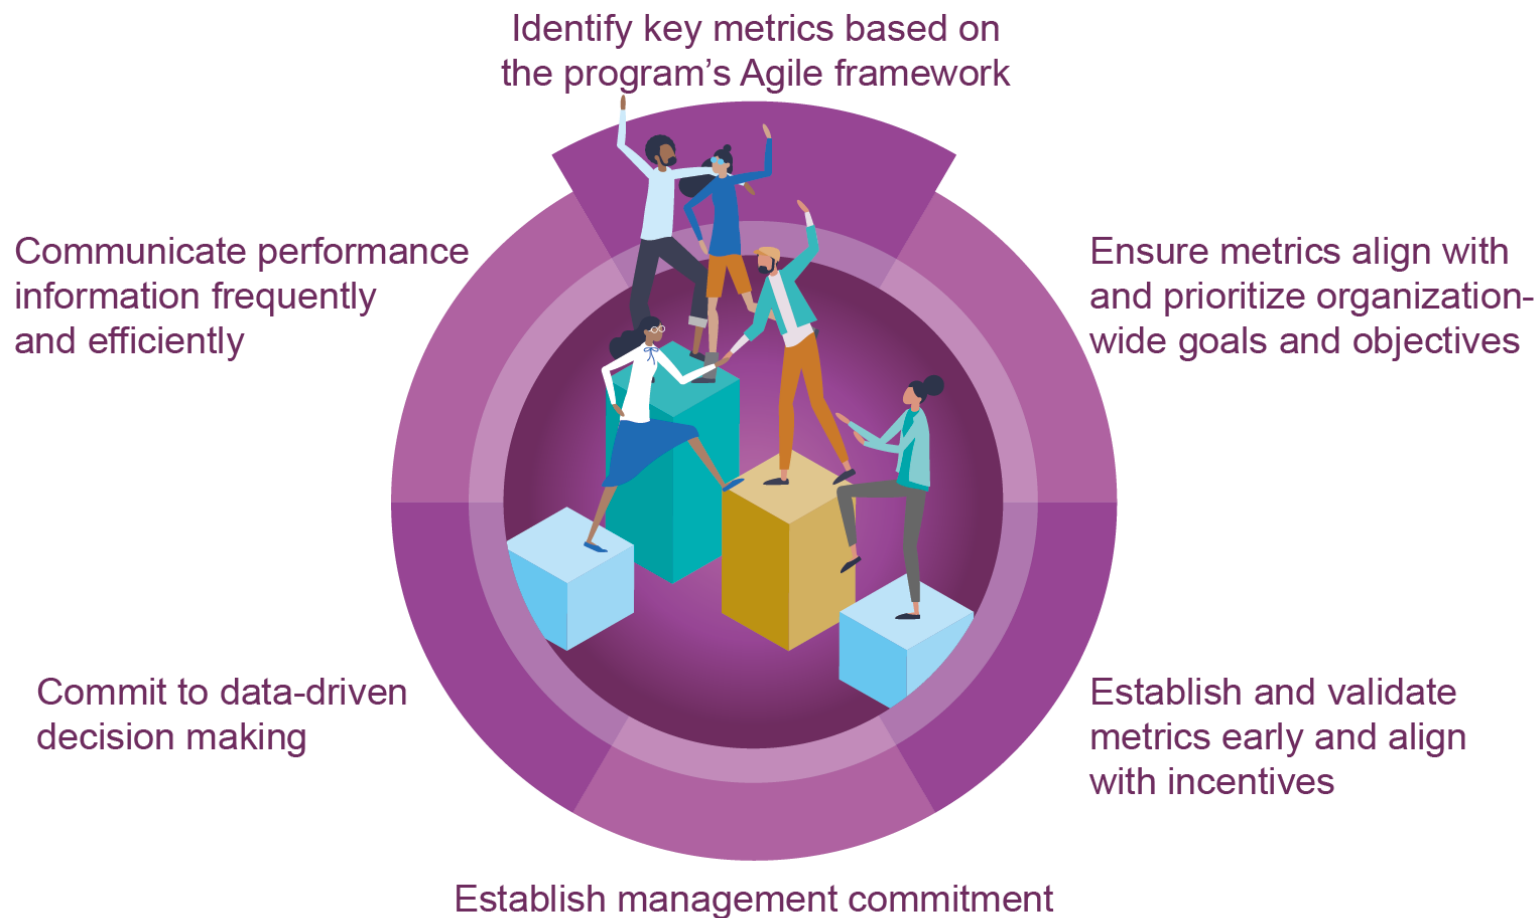 Identify key metrics based on
the program’s Agile framework
Ensure metrics align with
and prioritize organization-
wide goals and objectives
Establish and validate
metrics early and align
with incentives
Establish management commitment
Commit to data-driven
decision making
Communicate performance
information frequently
and efficiently